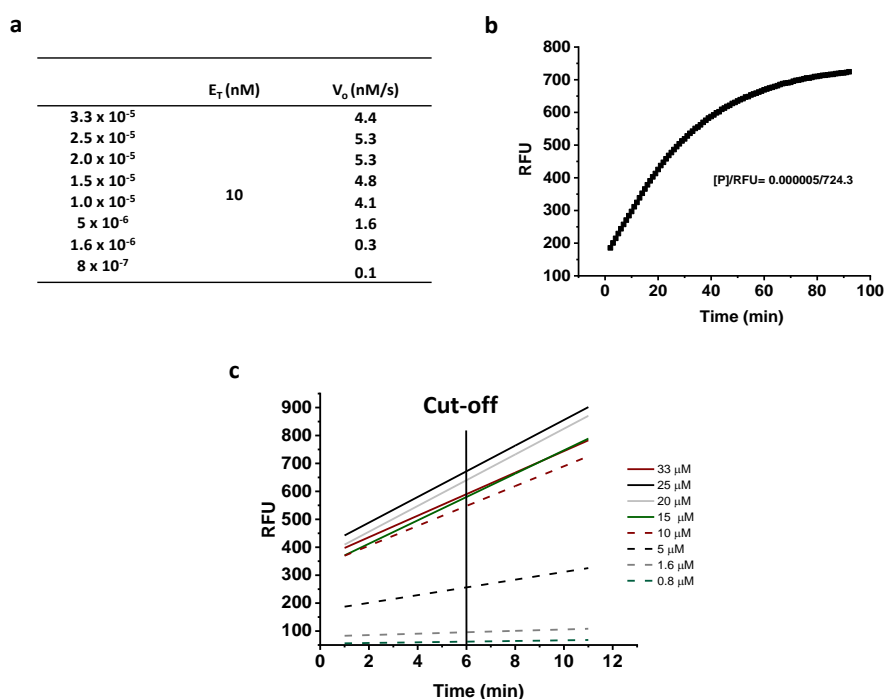 a
E_T (nM) V_o (nM/s)
3.3 x 10⁻⁵ 4.4
2.5 x 10⁻⁵ 5.3
2.0 x 10⁻⁵ 5.3
1.5 x 10⁻⁵ 4.8
1.0 x 10⁻⁵ 10 4.1
5 x 10⁻⁶ 1.6
1.6 x 10⁻⁶ 0.3
8 x 10⁻⁷ 0.1
b
800
700
600
500
400
300
200
100
RFU
[P]/RFU= 0.000005/724.3
0 20 40 60 80 100
Time (min)
c
900
800
700
600
500
400
300
200
100
RFU
Cut-off
33 μM
25 μM
20 μM
15 μM
10 μM
5 μM
1.6 μM
0.8 μM
0 2 4 6 8 10 12
Time (min)